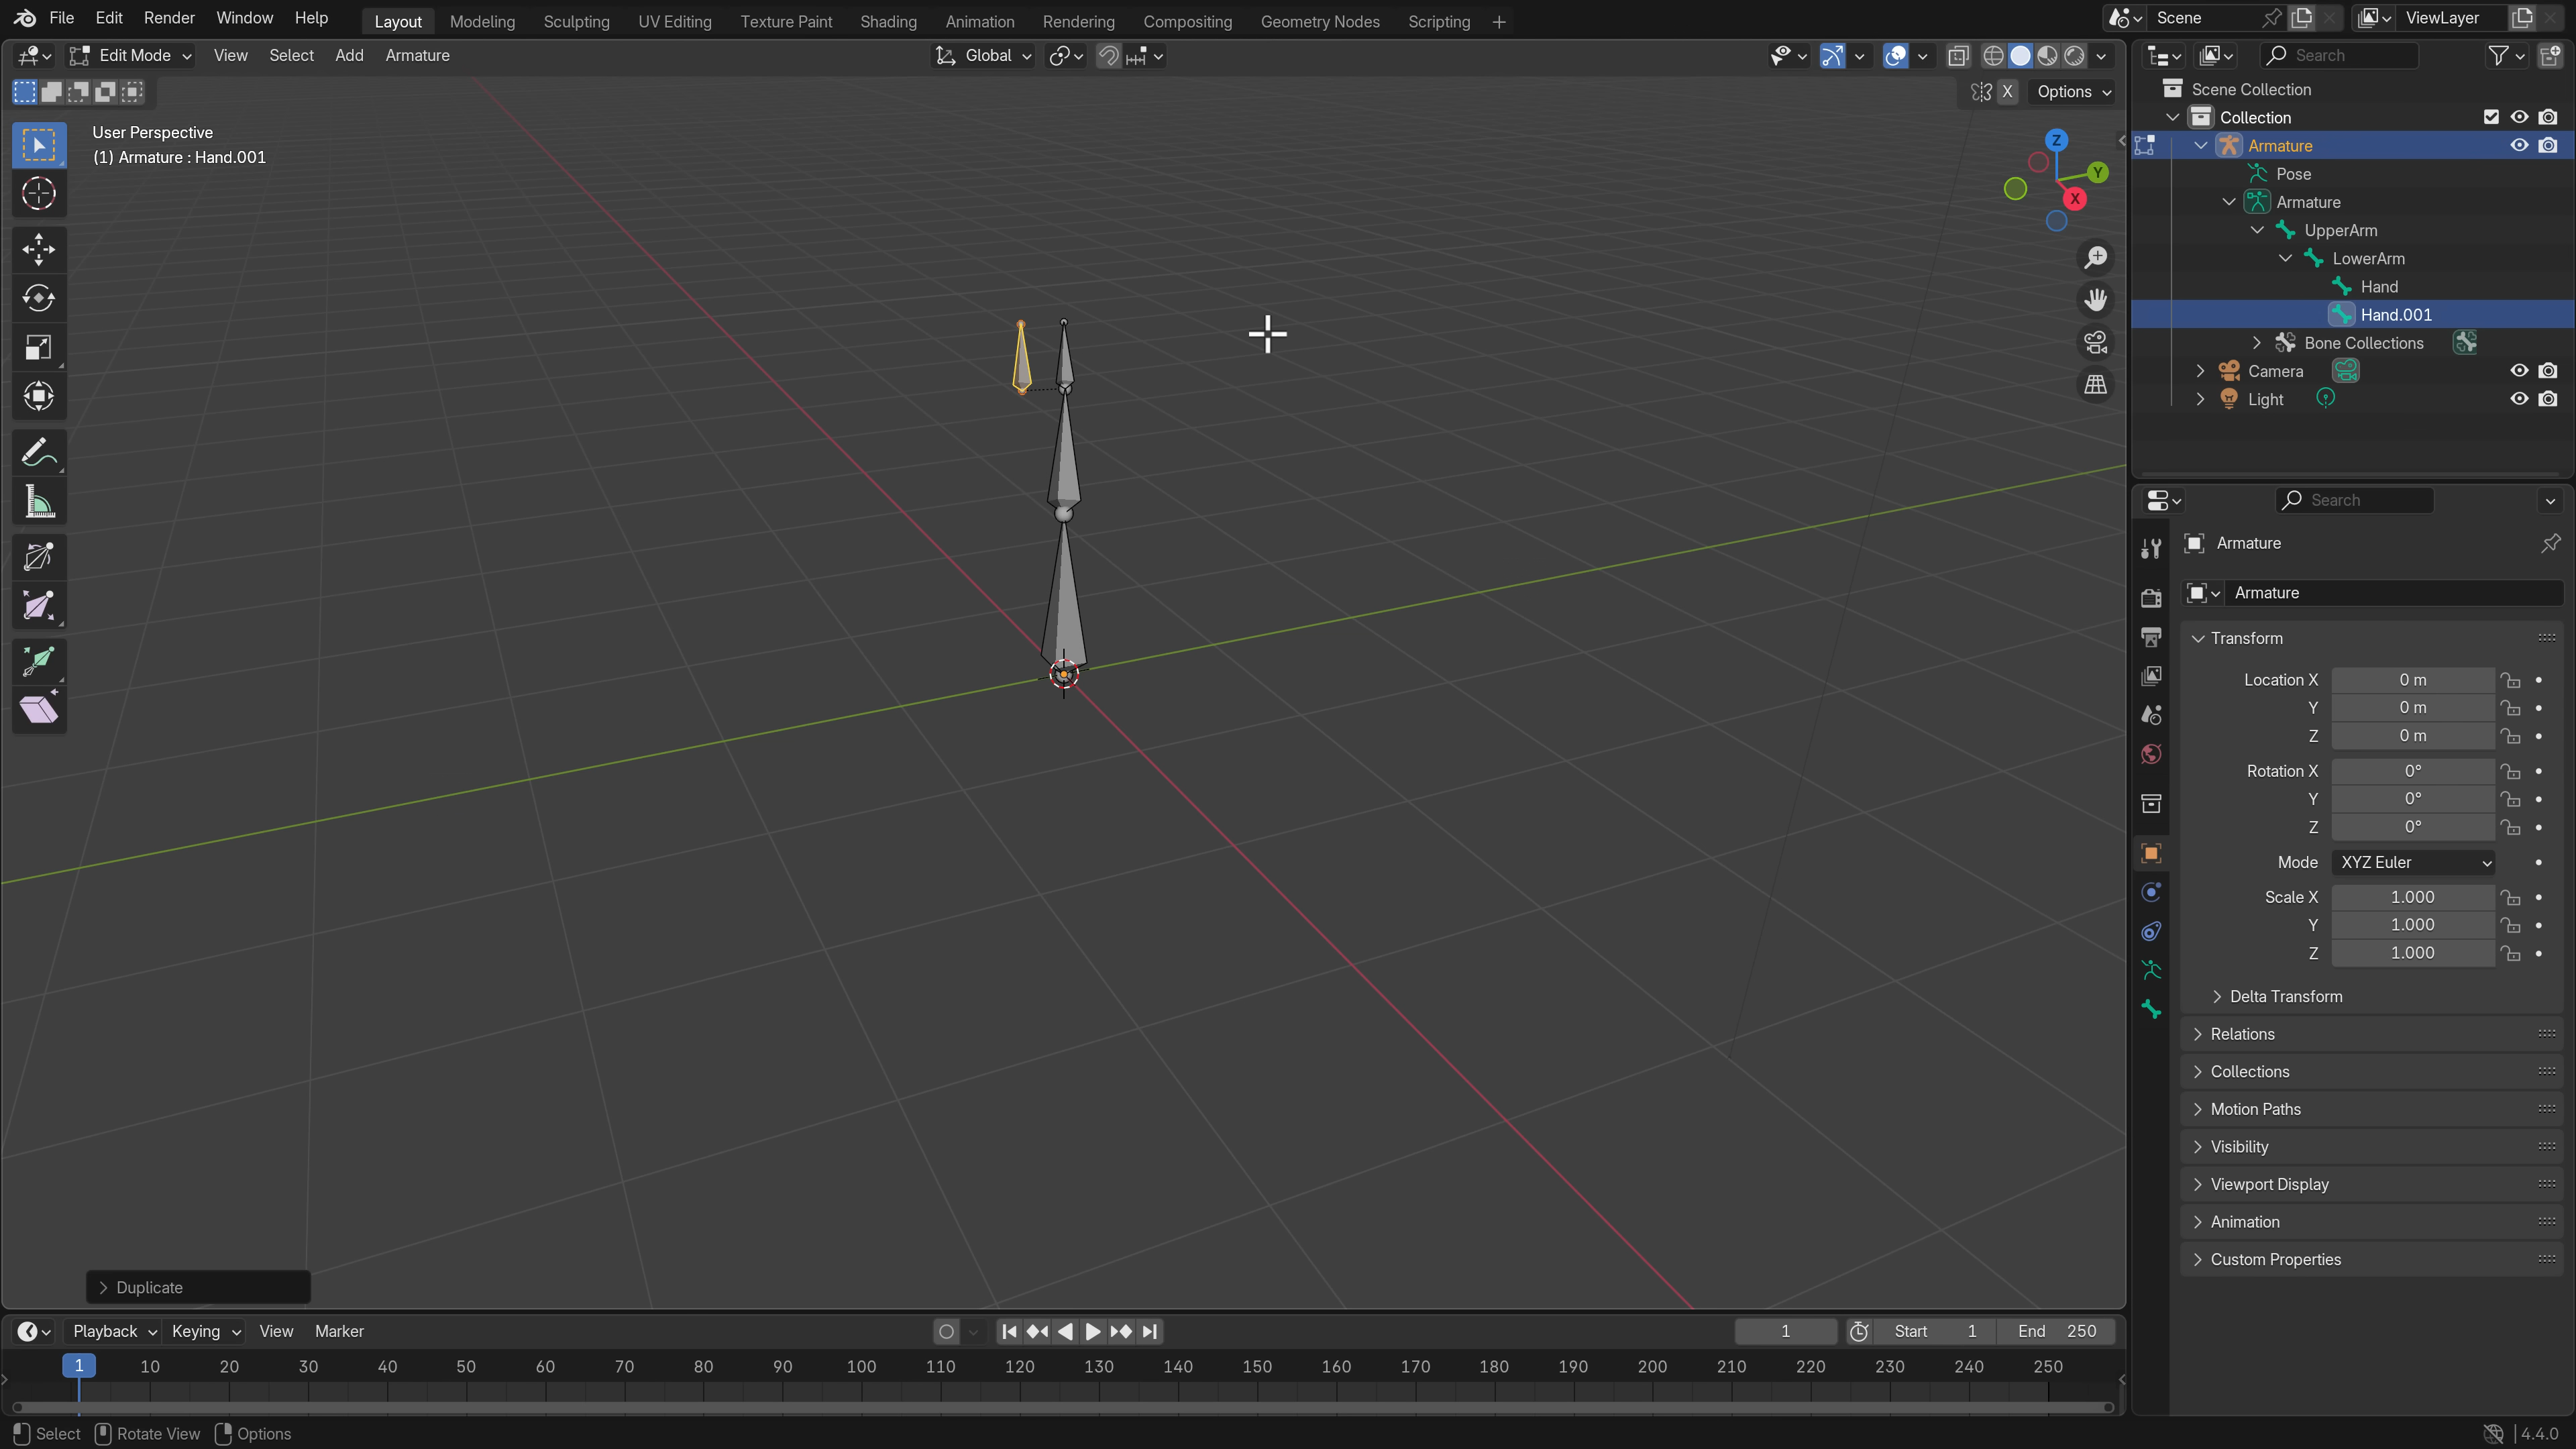 File Edit Render Window Help Layout Modeling Sculpting UV Editing Texture Paint Shading Animation Rendering Compositing Geometry Nodes Scripting + Scene ViewLayer
Edit Mode View Select Add Armature Global Search
X Options
User Perspective
(1) Armature : Hand.001
Z
Y
X
Scene Collection
Collection
Armature
Pose
Armature
UpperArm
LowerArm
Hand
Hand.001
Bone Collections
Camera
Light
Search
Armature
Armature
Transform
Location X 0 m
Y 0 m
Z 0 m
Rotation X 0°
Y 0°
Z 0°
Mode XYZ Euler
Scale X 1.000
Y 1.000
Z 1.000
Delta Transform
Relations
Collections
Motion Paths
Visibility
Viewport Display
Animation
Custom Properties
Duplicate
Playback Keying View Marker 1 Start 1 End 250
1 10 20 30 40 50 60 70 80 90 100 110 120 130 140 150 160 170 180 190 200 210 220 230 240 250
Select Rotate View Options 4.4.0